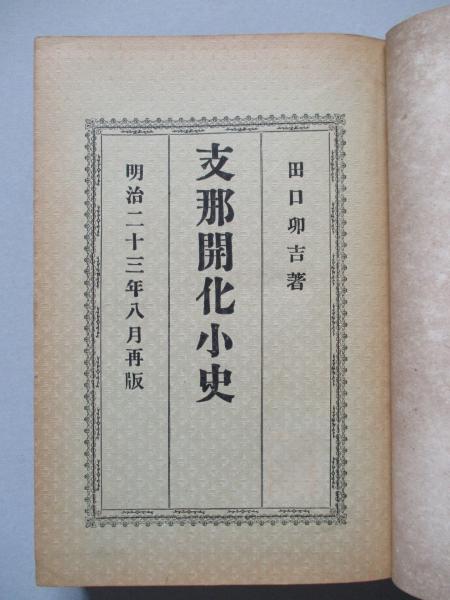 田口卯吉著
支那開化小史
明治二十三年八月再版